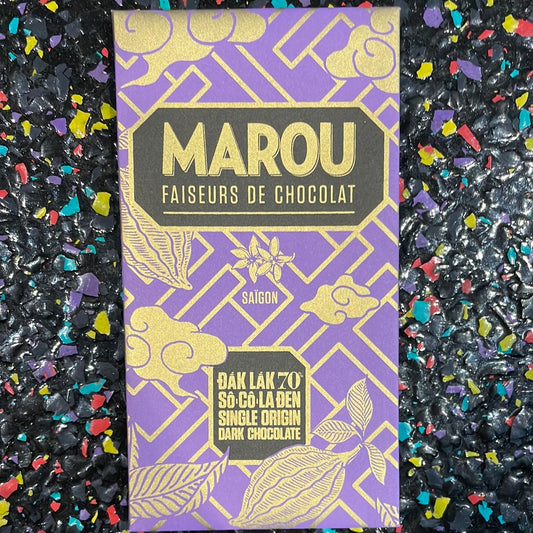 MAROU
FAISEURS DE CHOCOLAT
SAÏGON
ĐẮK LẮK 70%
SÔ·CÔ·LA ĐEN
SINGLE ORIGIN
DARK CHOCOLATE